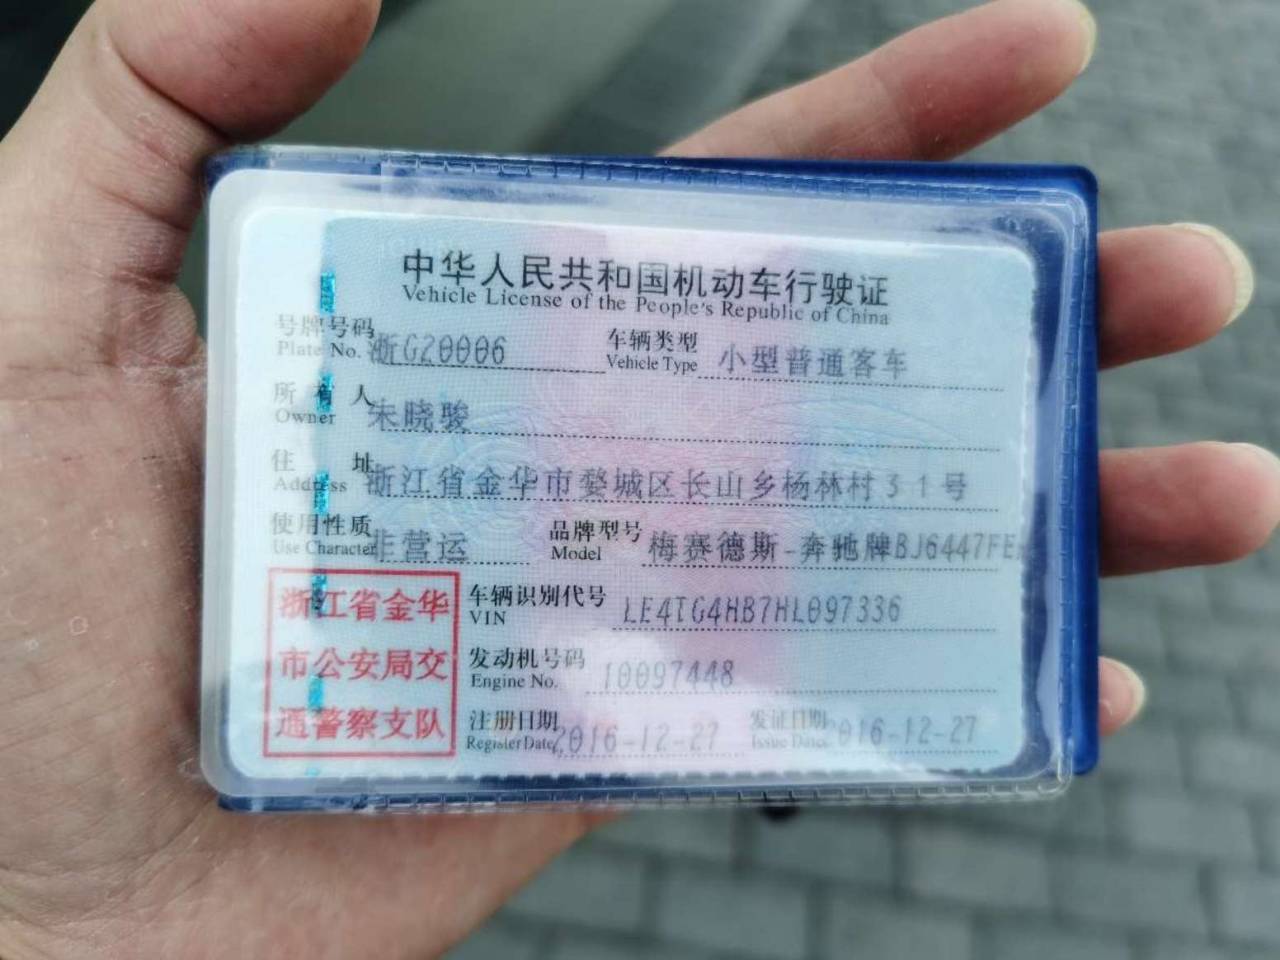 中华人民共和国机动车行驶证
Vehicle License of the People's Republic of China
号牌号码 浙G20006 车辆类型 小型普通客车
Plate No. Vehicle Type
所有人 朱晓骏
Owner
住址 浙江省金华市婺城区长山乡杨林村31号
Address
使用性质 非营运 品牌型号 梅赛德斯-奔驰牌BJ6447FE
Use Character Model
浙江省金华
市公安局交
通警察支队
车辆识别代号 LE4TG4HB7HL097336
VIN
发动机号码 10097448
Engine No.
注册日期 2016-12-27 发证日期 2016-12-27
Register Date Issue Date